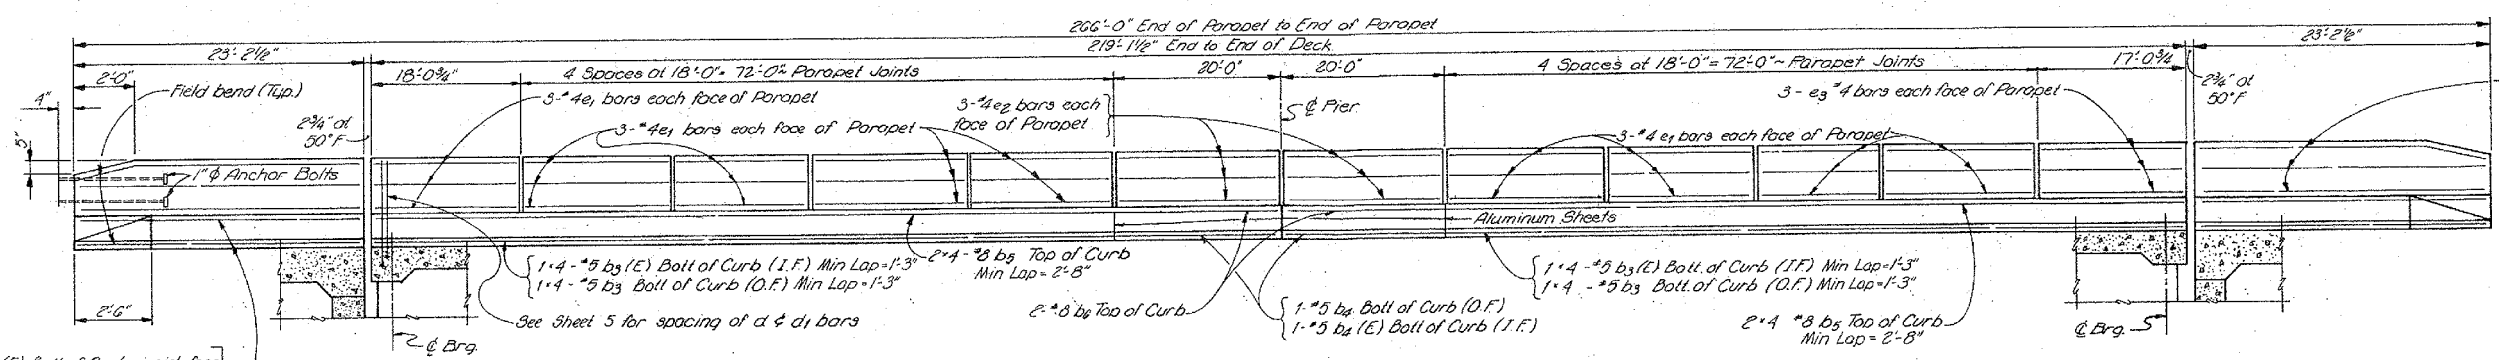 266'-0" End of Parapet to End of Parapet
23'-2½"
219'-1½" End to End of Deck
23'-2½"
2'-0"
18'-0¾"
4 Spaces at 18'-0" = 72'-0" ~ Parapet Joints
20'-0"
20'-0"
4 Spaces at 18'-0" = 72'-0" ~ Parapet Joints
17'-0¾"
4"
Field bend (Typ.)
2¾" at
50° F
3-#4e₁ bars each face of Parapet
3-#4e₁ bars each face of Parapet
3-#4e₂ bars each
face of Parapet
℄ Pier
3-e₃ #4 bars each face of Parapet
3-#4 e₁ bars each face of Parapet
2¾" at
50° F
5"
1" ϕ Anchor Bolts
Aluminum Sheets
1×4-#5 b₃(E) Bott of Curb (I.F.) Min Lap=1'-3"
1×4-#5 b₃ Bott of Curb (O.F.) Min Lap=1'-3"
2×4-#8 b₅ Top of Curb
Min Lap = 2'-8"
1×4-#5 b₃(E) Bott. of Curb (I.F.) Min Lap=1'-3"
1×4-#5 b₃ Bott. of Curb (O.F.) Min Lap=1'-3"
2'-6"
See Sheet 5 for spacing of d & d₁ bars
2-#8 b₆ Top of Curb
1-#5 b₄ Bott of Curb (O.F.)
1-#5 b₄ (E) Bott of Curb (I.F.)
2×4 #8 b₅ Top of Curb
Min Lap = 2'-8"
℄ Brg.
℄ Brg.